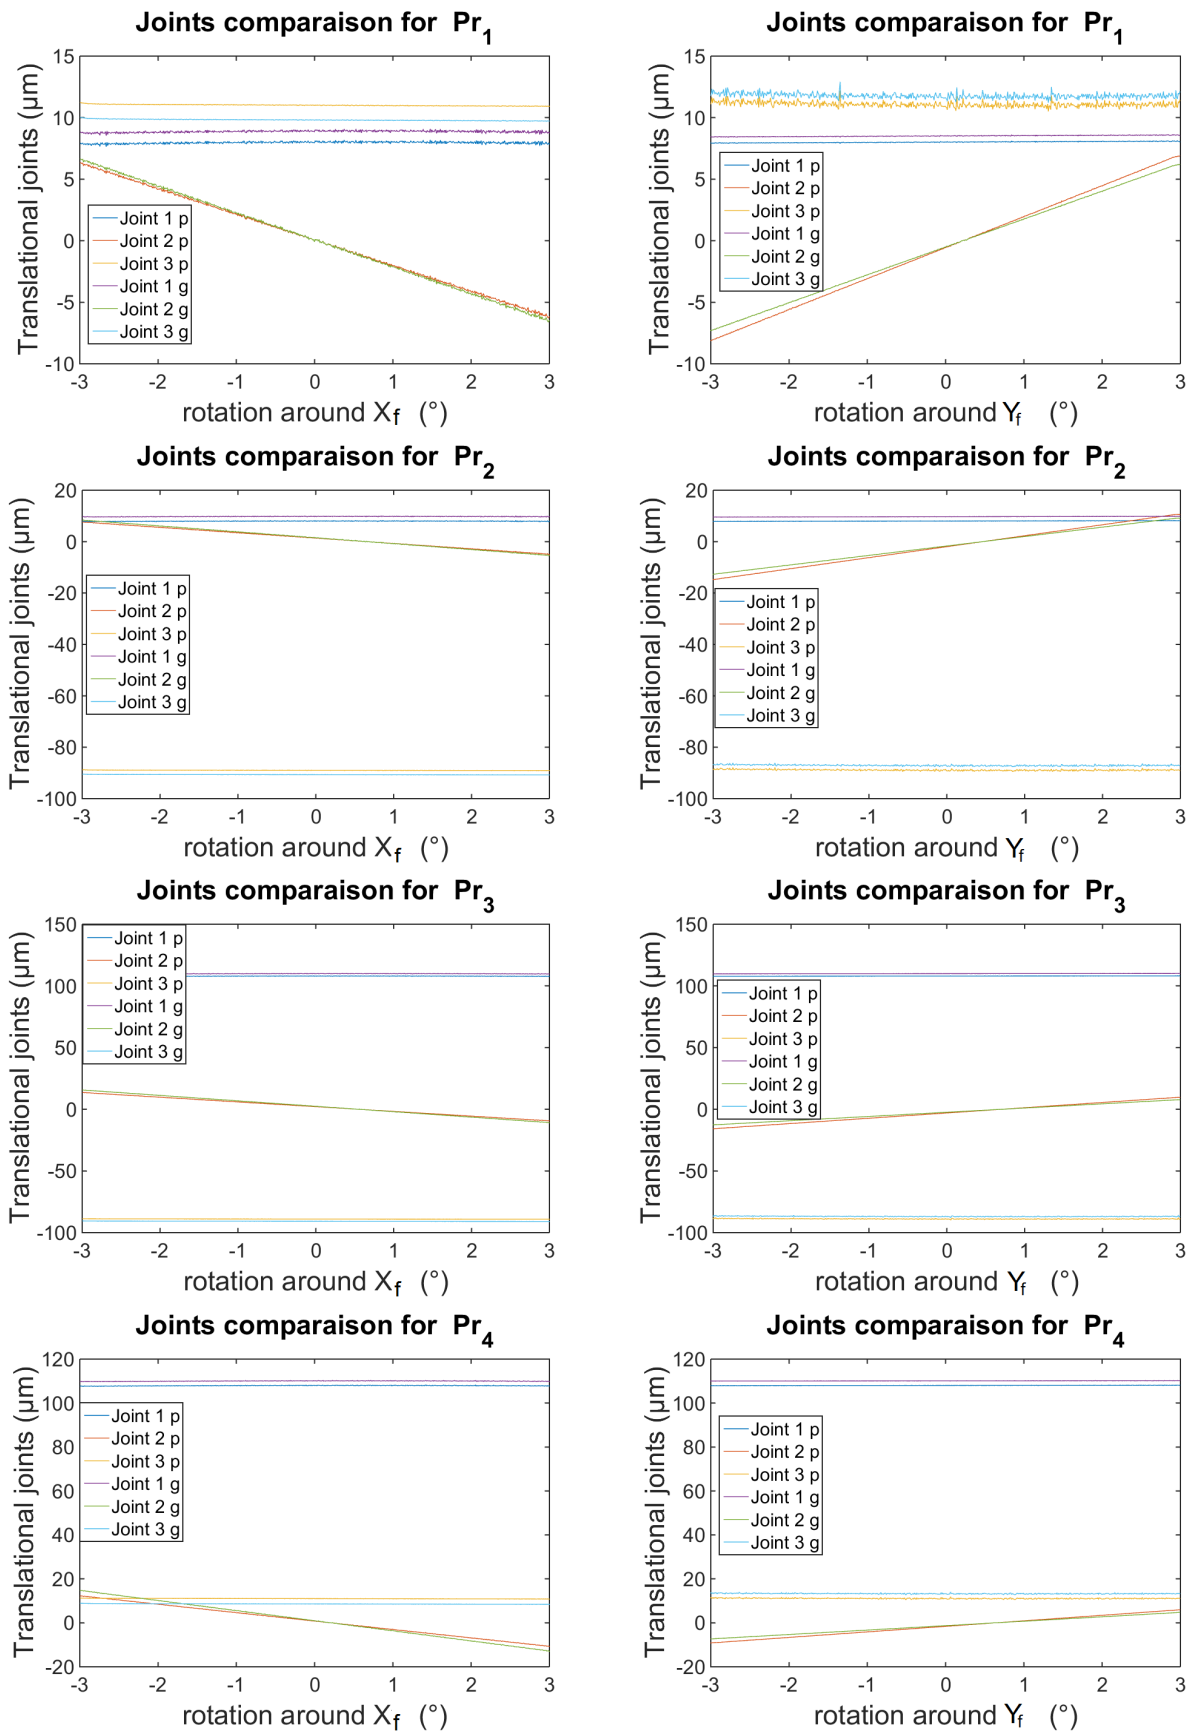 Joints comparaison for Pr1
Translational joints (µm)
15
10
5
0
-5
-10
Joint 1 p
Joint 2 p
Joint 3 p
Joint 1 g
Joint 2 g
Joint 3 g
-3 -2 -1 0 1 2 3
rotation around Xf (°)
Joints comparaison for Pr1
Translational joints (µm)
15
10
5
0
-5
-10
Joint 1 p
Joint 2 p
Joint 3 p
Joint 1 g
Joint 2 g
Joint 3 g
-3 -2 -1 0 1 2 3
rotation around Yf (°)
Joints comparaison for Pr2
Translational joints (µm)
20
0
-20
-40
-60
-80
-100
Joint 1 p
Joint 2 p
Joint 3 p
Joint 1 g
Joint 2 g
Joint 3 g
-3 -2 -1 0 1 2 3
rotation around Xf (°)
Joints comparaison for Pr2
Translational joints (µm)
20
0
-20
-40
-60
-80
-100
Joint 1 p
Joint 2 p
Joint 3 p
Joint 1 g
Joint 2 g
Joint 3 g
-3 -2 -1 0 1 2 3
rotation around Yf (°)
Joints comparaison for Pr3
Translational joints (µm)
150
100
50
0
-50
-100
Joint 1 p
Joint 2 p
Joint 3 p
Joint 1 g
Joint 2 g
Joint 3 g
-3 -2 -1 0 1 2 3
rotation around Xf (°)
Joints comparaison for Pr3
Translational joints (µm)
150
100
50
0
-50
-100
Joint 1 p
Joint 2 p
Joint 3 p
Joint 1 g
Joint 2 g
Joint 3 g
-3 -2 -1 0 1 2 3
rotation around Yf (°)
Joints comparaison for Pr4
Translational joints (µm)
120
100
80
60
40
20
0
-20
Joint 1 p
Joint 2 p
Joint 3 p
Joint 1 g
Joint 2 g
Joint 3 g
-3 -2 -1 0 1 2 3
rotation around Xf (°)
Joints comparaison for Pr4
Translational joints (µm)
120
100
80
60
40
20
0
-20
Joint 1 p
Joint 2 p
Joint 3 p
Joint 1 g
Joint 2 g
Joint 3 g
-3 -2 -1 0 1 2 3
rotation around Yf (°)